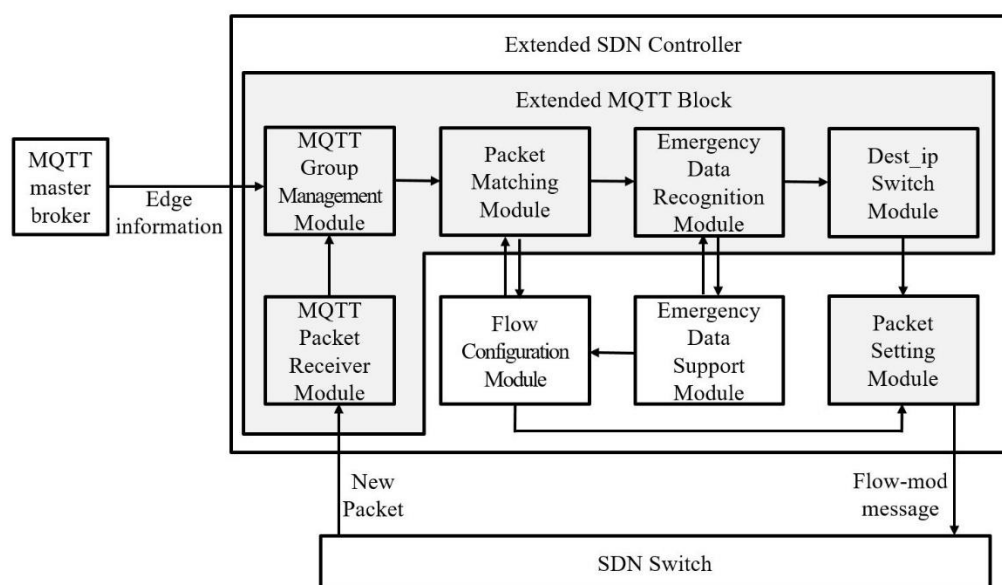 Extended SDN Controller
Extended MQTT Block
MQTT
master
broker
Edge
information
MQTT
Group
Management
Module
Packet
Matching
Module
Emergency
Data
Recognition
Module
Dest_ip
Switch
Module
MQTT
Packet
Receiver
Module
Flow
Configuration
Module
Emergency
Data
Support
Module
Packet
Setting
Module
New
Packet
Flow-mod
message
SDN Switch